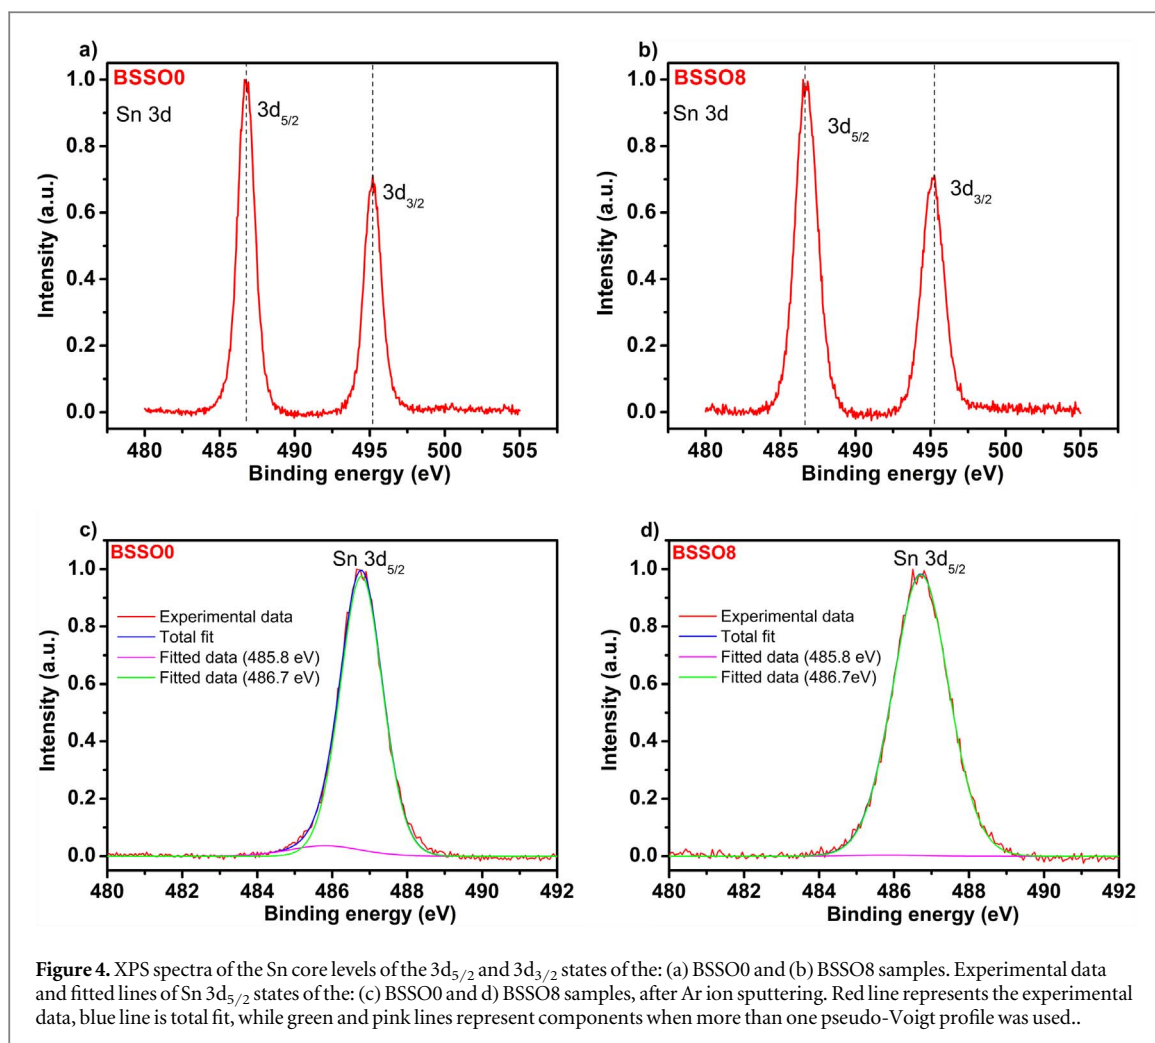 a)
BSSO0
Sn 3d
3d5/2
3d3/2
1.0
0.8
0.6
0.4
0.2
0.0
Intensity (a.u.)
480 485 490 495 500 505
Binding energy (eV)
b)
BSSO8
Sn 3d
3d5/2
3d3/2
1.0
0.8
0.6
0.4
0.2
0.0
Intensity (a.u.)
480 485 490 495 500 505
Binding energy (eV)
c)
BSSO0
Sn 3d5/2
Experimental data
Total fit
Fitted data (485.8 eV)
Fitted data (486.7 eV)
1.0
0.8
0.6
0.4
0.2
0.0
Intensity (a.u.)
480 482 484 486 488 490 492
Binding energy (eV)
d)
BSSO8
Sn 3d5/2
Experimental data
Total fit
Fitted data (485.8 eV)
Fitted data (486.7eV)
1.0
0.8
0.6
0.4
0.2
0.0
Intensity (a.u.)
480 482 484 486 488 490 492
Binding energy (eV)
Figure 4. XPS spectra of the Sn core levels of the 3d5/2 and 3d3/2 states of the: (a) BSSO0 and (b) BSSO8 samples. Experimental data
and fitted lines of Sn 3d5/2 states of the: (c) BSSO0 and d) BSSO8 samples, after Ar ion sputtering. Red line represents the experimental
data, blue line is total fit, while green and pink lines represent components when more than one pseudo-Voigt profile was used..